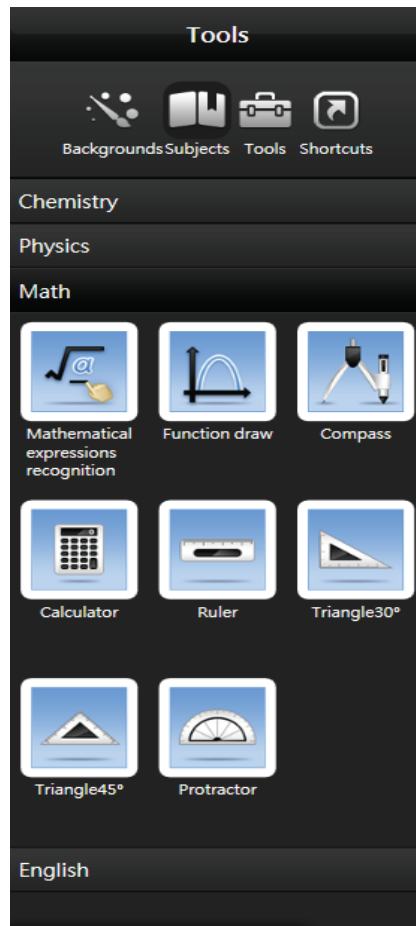 Tools
Backgrounds Subjects Tools Shortcuts
Chemistry
Physics
Math
Mathematical expressions recognition
Function draw
Compass
Calculator
Ruler
Triangle30°
Triangle45°
Protractor
English